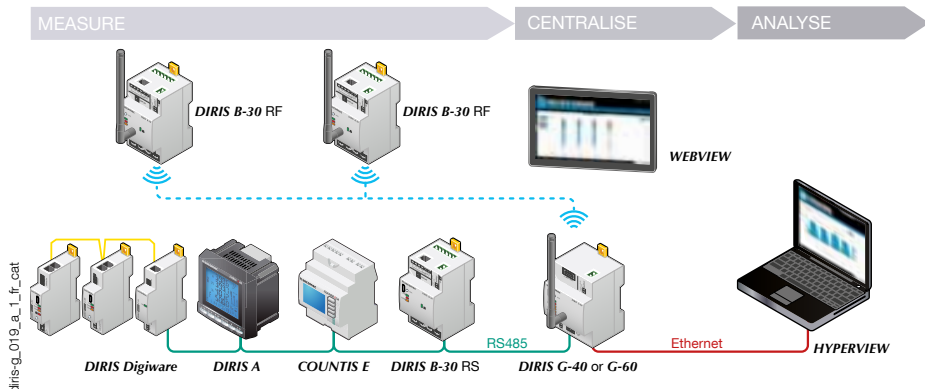 MEASURE
CENTRALISE
ANALYSE
DIRIS B-30 RF
DIRIS B-30 RF
WEBVIEW
RS485
Ethernet
DIRIS Digiware
DIRIS A
COUNTIS E
DIRIS B-30 RS
DIRIS G-40 or G-60
HYPERVIEW
diris-g_019_a_1_fr_cat